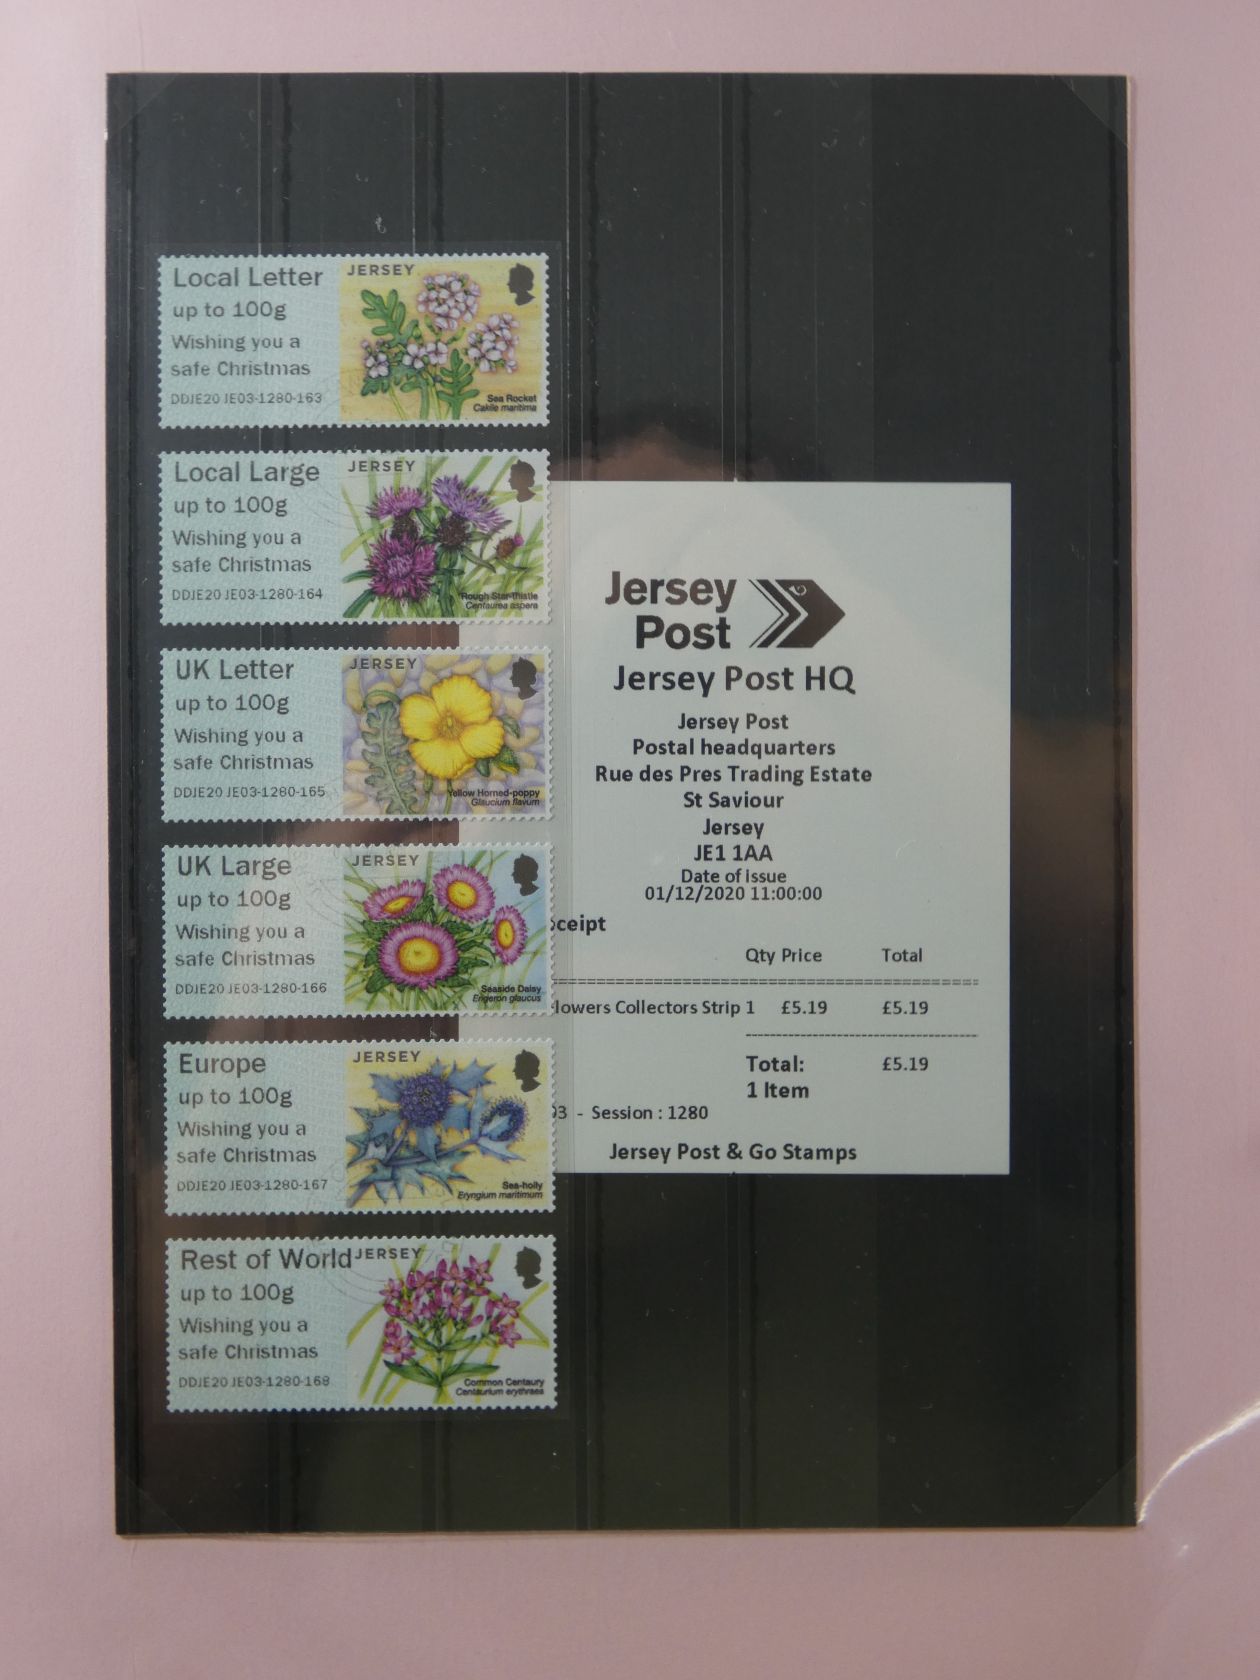 Local Letter
up to 100g
Wishing you a
safe Christmas
DDJE20 JE03-1280-163
JERSEY
Sea Rocket
Cakile maritima
Local Large
up to 100g
Wishing you a
safe Christmas
DDJE20 JE03-1280-164
JERSEY
Rough Star-thistle
Centaurea aspera
UK Letter
up to 100g
Wishing you a
safe Christmas
DDJE20 JE03-1280-165
JERSEY
Yellow Horned-poppy
Glaucium flavum
UK Large
up to 100g
Wishing you a
safe Christmas
DDJE20 JE03-1280-166
JERSEY
Seaside Daisy
Erigeron glaucus
Europe
up to 100g
Wishing you a
safe Christmas
DDJE20 JE03-1280-167
JERSEY
Sea-holly
Eryngium maritimum
Rest of World
up to 100g
Wishing you a
safe Christmas
DDJE20 JE03-1280-168
JERSEY
Common Centaury
Centaurium erythraea
Jersey
Post
Jersey Post HQ
Jersey Post
Postal headquarters
Rue des Pres Trading Estate
St Saviour
Jersey
JE1 1AA
Date of issue
01/12/2020 11:00:00
ceipt
Qty Price Total
lowers Collectors Strip 1 £5.19 £5.19
Total: £5.19
1 Item
03 - Session : 1280
Jersey Post & Go Stamps